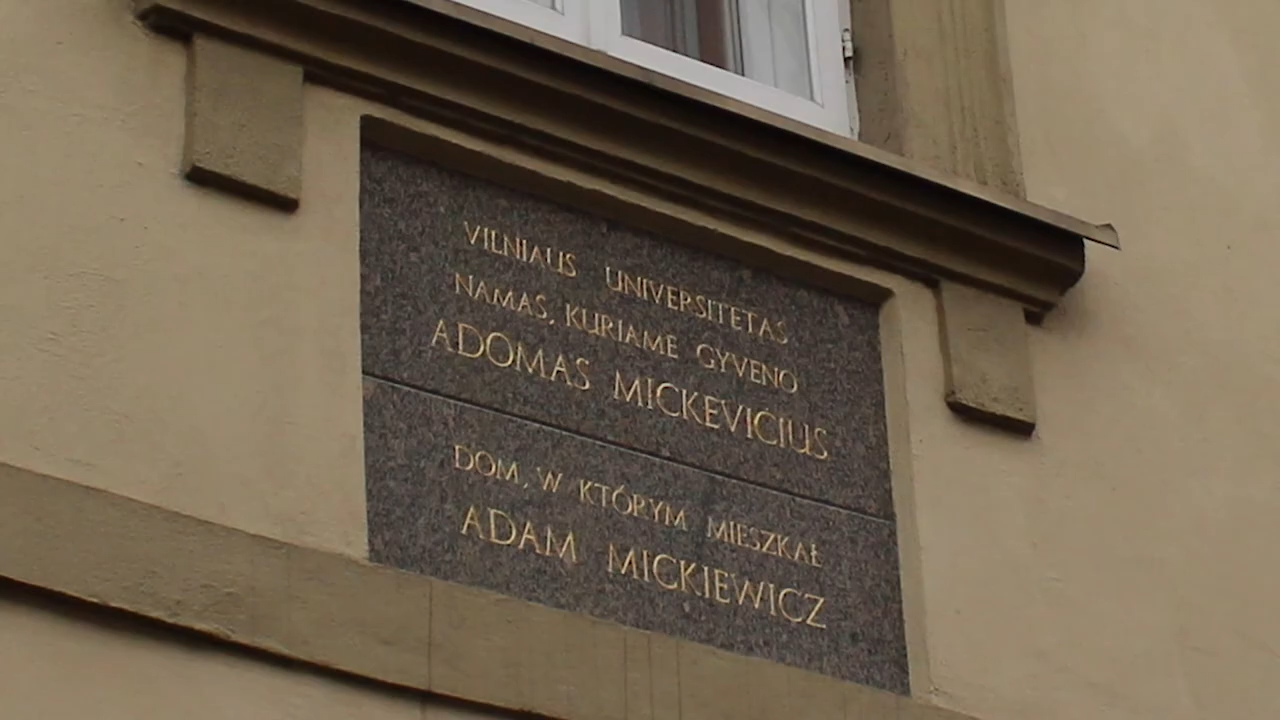 VILNIAUS UNIVERSITETAS
NAMAS, KURIAME GYVENO
ADOMAS MICKEVIČIUS
DOM, W KTÓRYM MIESZKAŁ
ADAM MICKIEWICZ